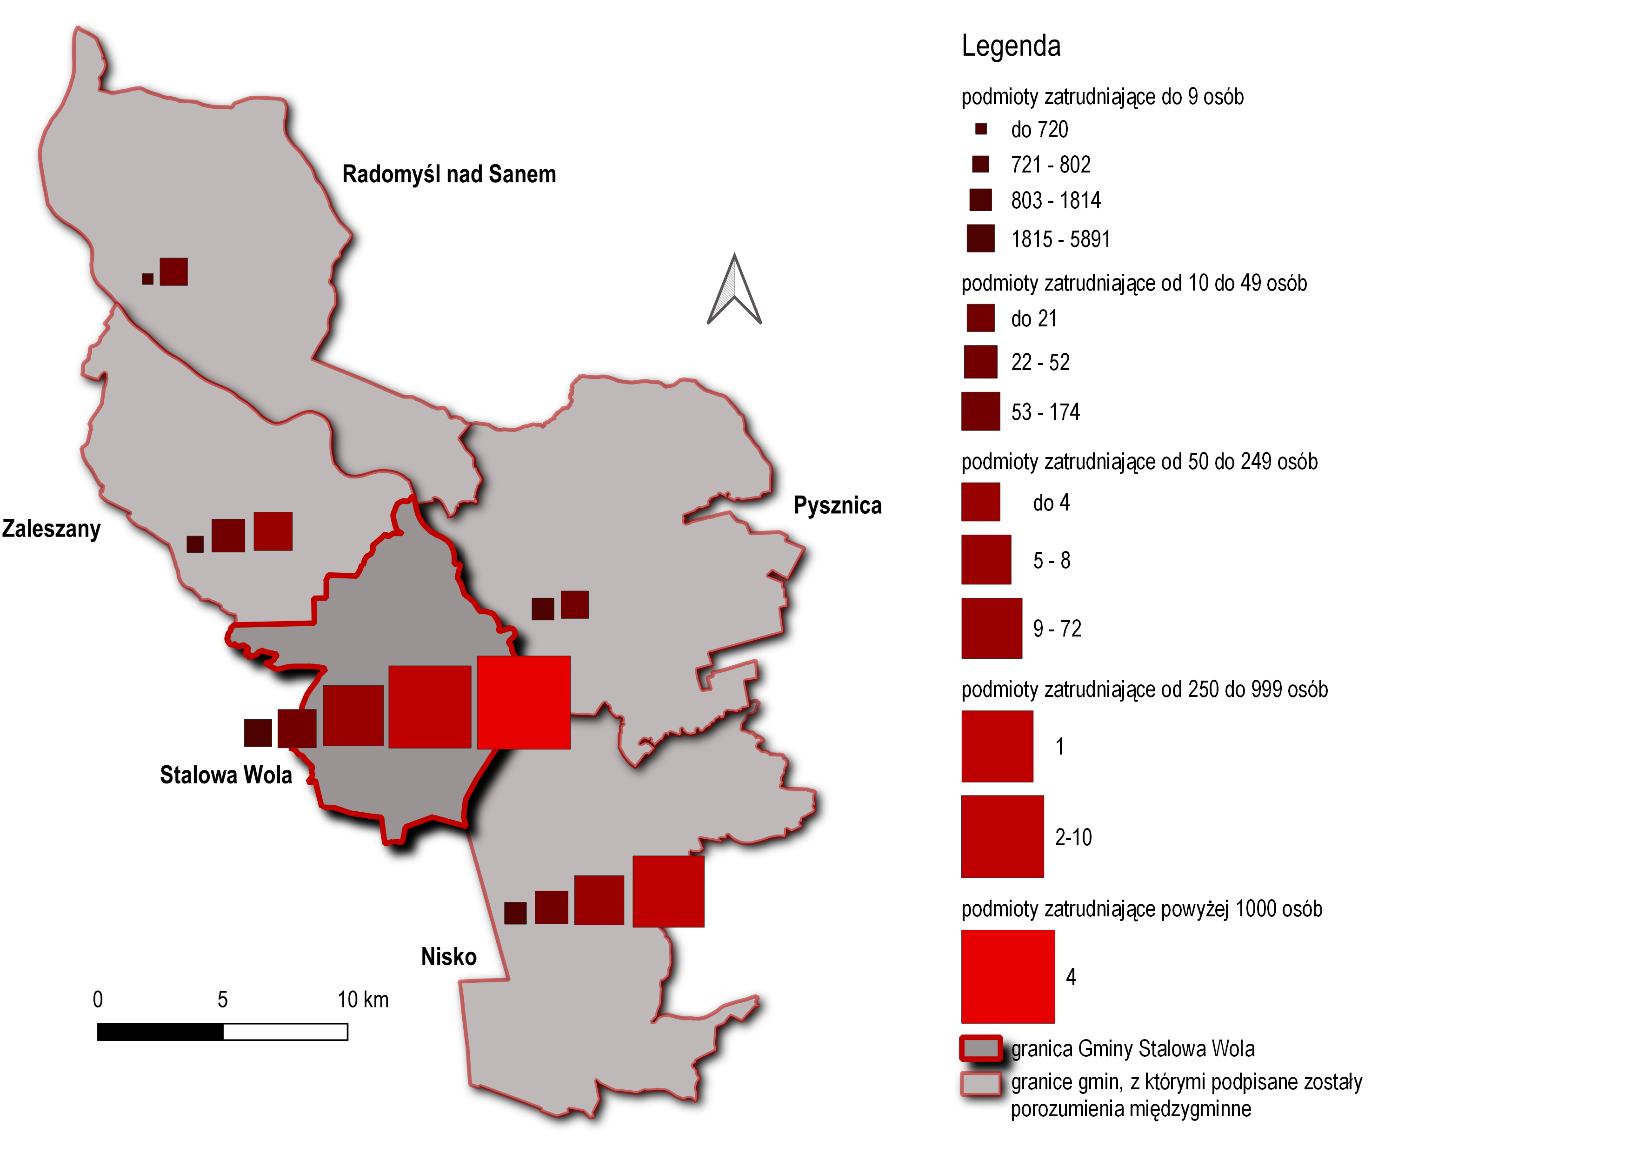 Legenda
podmioty zatrudniające do 9 osób
do 720
721 - 802
803 - 1814
1815 - 5891
podmioty zatrudniające od 10 do 49 osób
do 21
22 - 52
53 - 174
podmioty zatrudniające od 50 do 249 osób
do 4
5 - 8
9 - 72
podmioty zatrudniające od 250 do 999 osób
1
2-10
podmioty zatrudniające powyżej 1000 osób
4
granica Gminy Stalowa Wola
granice gmin, z którymi podpisane zostały
porozumienia międzygminne
Radomyśl nad Sanem
Pysznica
Zaleszany
Stalowa Wola
Nisko
0 5 10 km